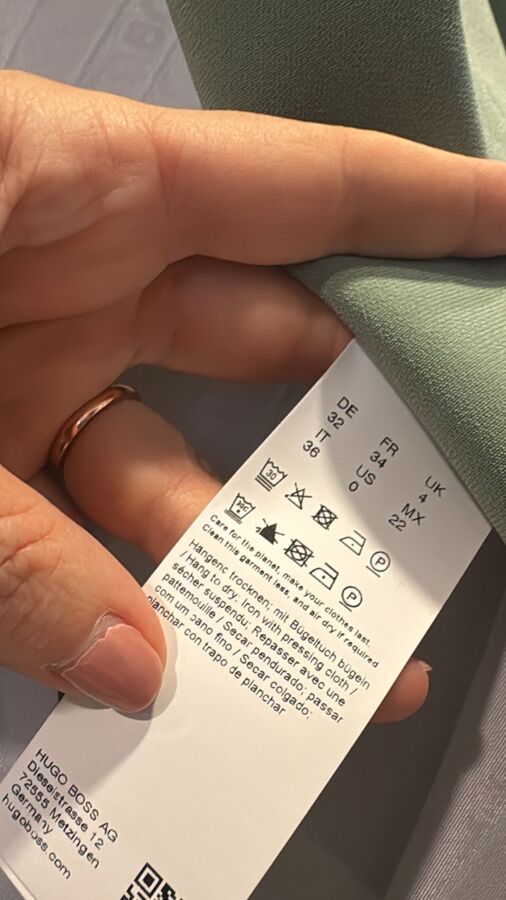 DE FR UK
32 34 4
IT US MX
36 0 22
30
30C
Care for the planet, make your clothes last.
Clean this garment less, and air dry if required
Hängend trocknen; mit Bügeltuch bügeln
/ Hang to dry; Iron with pressing cloth /
sécher suspendu; Repasser avec une
pattemouille / Secar pendurado; passar
com um pano fino / Secar colgado;
planchar con trapo de planchar
HUGO BOSS AG
Dieselstrasse 12
72555 Metzingen
Germany
hugoboss.com